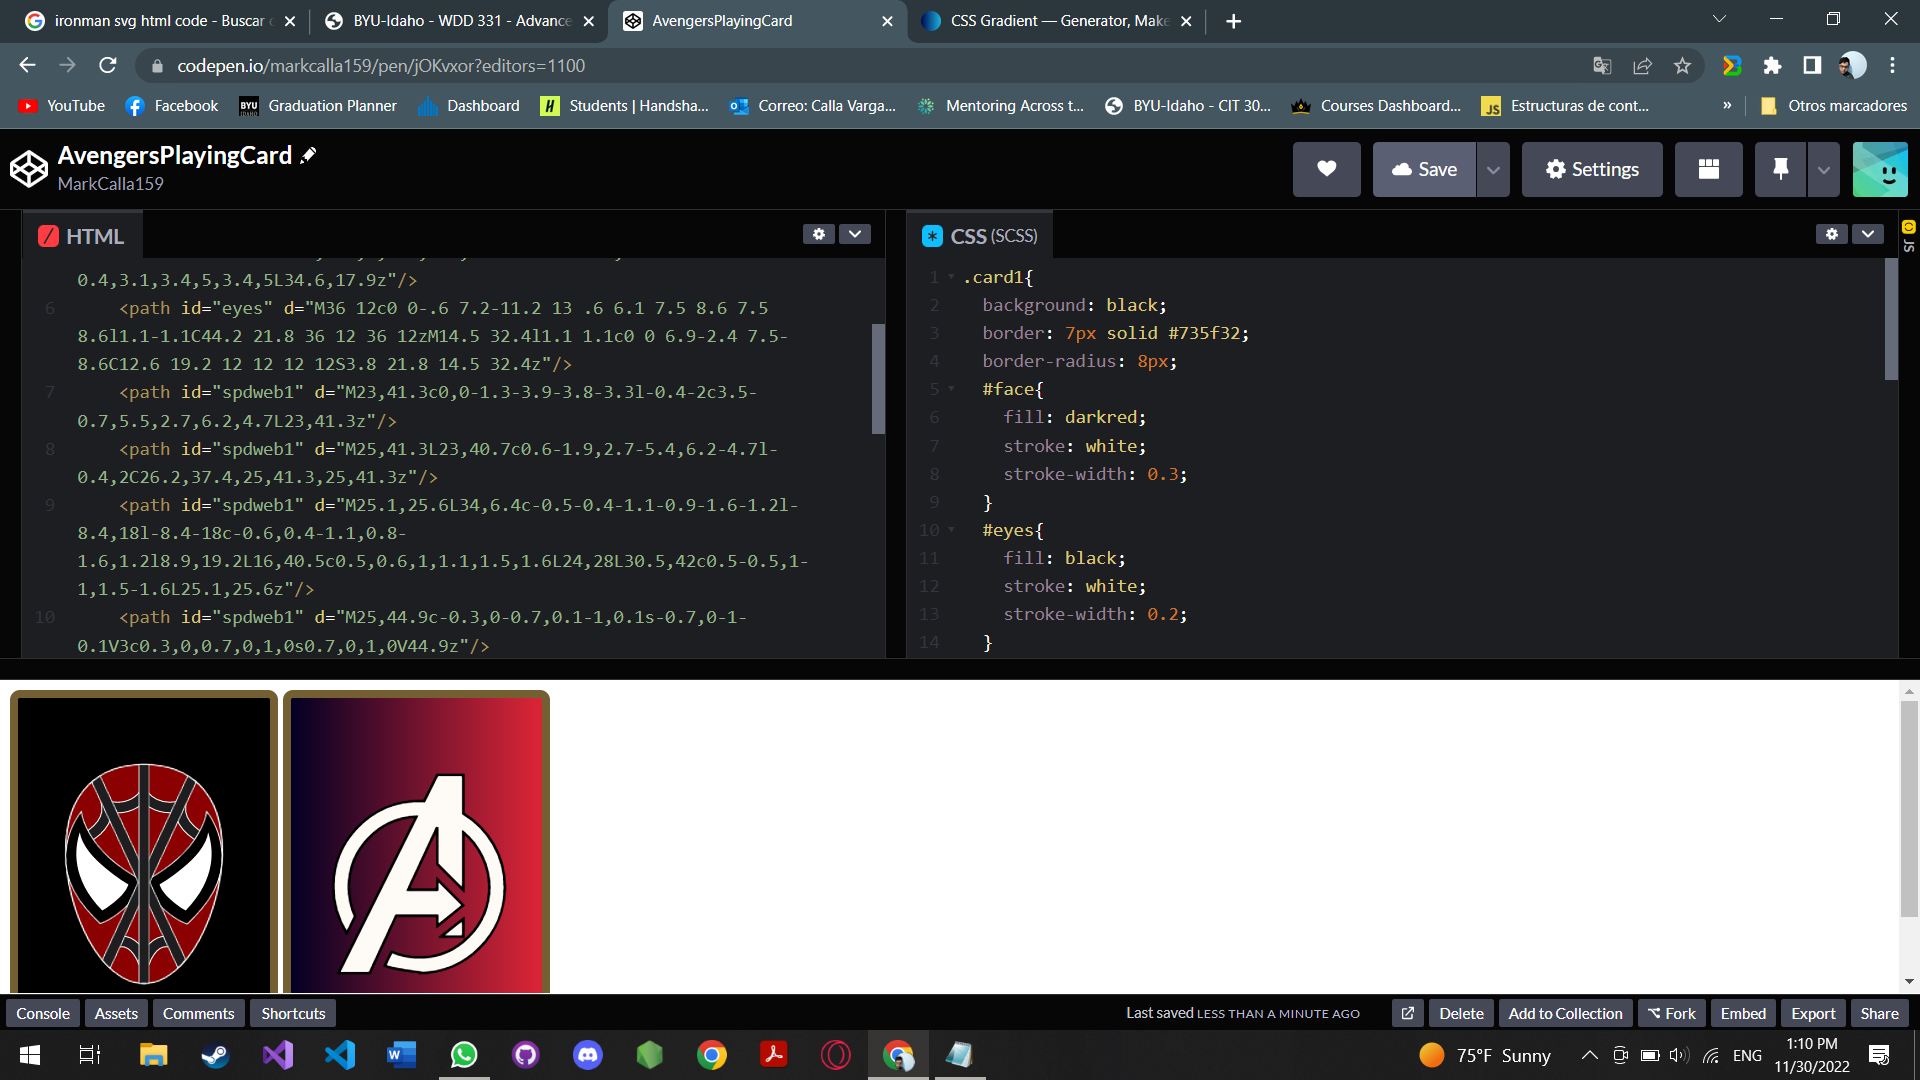 ironman svg html code - Buscar
BYU-Idaho - WDD 331 - Advance
AvengersPlayingCard
CSS Gradient — Generator, Make
codepen.io/markcalla159/pen/jOKvxor?editors=1100
YouTube
Facebook
BYU
Graduation Planner
Dashboard
Students | Handsha...
Correo: Calla Varga...
Mentoring Across t...
BYU-Idaho - CIT 30...
Courses Dashboard...
JS
Estructuras de cont...
»
Otros marcadores
AvengersPlayingCard
MarkCalla159
Save
Settings
HTML
0.4,3.1,3.4,5,3.4,5L34.6,17.9z"/>
6 <path id="eyes" d="M36 12c0 0-.6 7.2-11.2 13 .6 6.1 7.5 8.6 7.5
8.6l1.1-1.1C44.2 21.8 36 12 36 12zM14.5 32.4l1.1 1.1c0 0 6.9-2.4 7.5-
8.6C12.6 19.2 12 12 12 12S3.8 21.8 14.5 32.4z"/>
7 <path id="spdweb1" d="M23,41.3c0,0-1.3-3.9-3.8-3.3l-0.4-2c3.5-
0.7,5.5,2.7,6.2,4.7L23,41.3z"/>
8 <path id="spdweb1" d="M25,41.3L23,40.7c0.6-1.9,2.7-5.4,6.2-4.7l-
0.4,2C26.2,37.4,25,41.3,25,41.3z"/>
9 <path id="spdweb1" d="M25.1,25.6L34,6.4c-0.5-0.4-1.1-0.9-1.6-1.2l-
8.4,18l-8.4-18c-0.6,0.4-1.1,0.8-
1.6,1.2l8.9,19.2L16,40.5c0.5,0.6,1,1.1,1.5,1.6L24,28L30.5,42c0.5-0.5,1-
1,1.5-1.6L25.1,25.6z"/>
10 <path id="spdweb1" d="M25,44.9c-0.3,0-0.7,0.1-1,0.1s-0.7,0-1-
0.1V3c0.3,0,0.7,0,1,0s0.7,0,1,0V44.9z"/>
CSS (SCSS)
1 .card1{
2 background: black;
3 border: 7px solid #735f32;
4 border-radius: 8px;
5 #face{
6 fill: darkred;
7 stroke: white;
8 stroke-width: 0.3;
9 }
10 #eyes{
11 fill: black;
12 stroke: white;
13 stroke-width: 0.2;
14 }
JS
Console
Assets
Comments
Shortcuts
Last saved LESS THAN A MINUTE AGO
Delete
Add to Collection
Fork
Embed
Export
Share
75°F Sunny
ENG
1:10 PM
11/30/2022